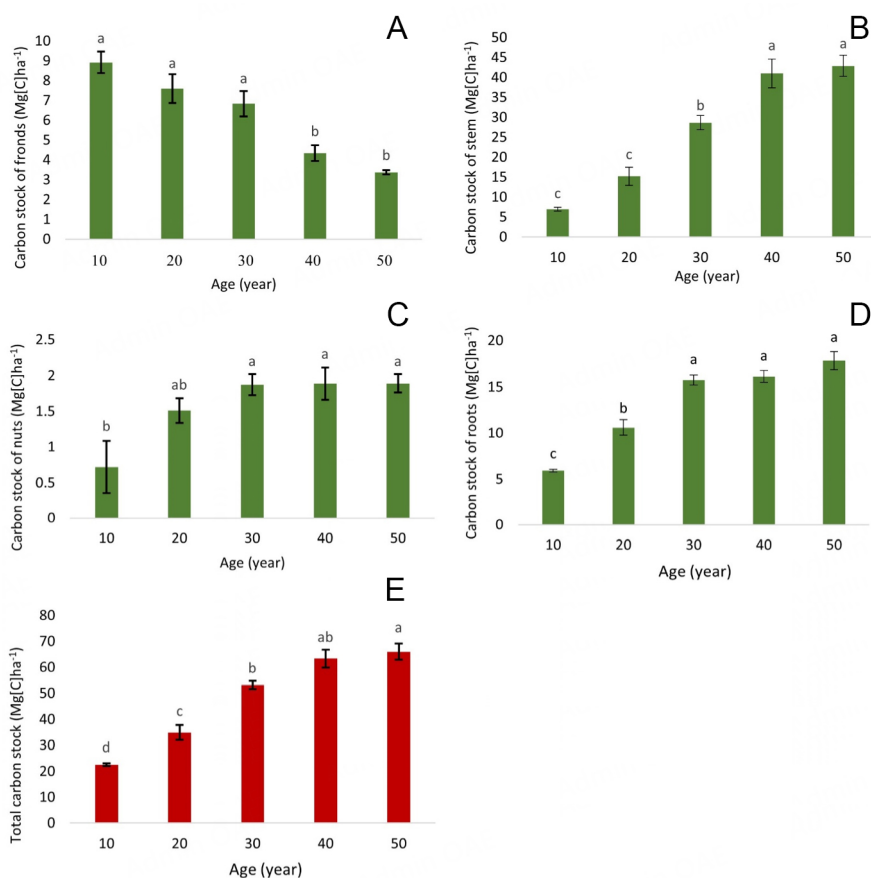 A
Carbon stock of fronds (Mg[C]ha⁻¹)
10
9
8
7
6
5
4
3
2
1
0
a
a
a
b
b
10 20 30 40 50
Age (year)
B
Carbon stock of stem (Mg[C]ha⁻¹)
50
45
40
35
30
25
20
15
10
5
0
c
c
b
a
a
10 20 30 40 50
Age (year)
C
Carbon stock of nuts (Mg[C]ha⁻¹)
2.5
2
1.5
1
0.5
0
b
ab
a
a
a
10 20 30 40 50
Age (year)
D
Carbon stock of roots (Mg[C]ha⁻¹)
20
15
10
5
0
c
b
a
a
a
10 20 30 40 50
Age (year)
E
Total carbon stock (Mg[C]ha⁻¹)
80
70
60
50
40
30
20
10
0
d
c
b
ab
a
10 20 30 40 50
Age (year)